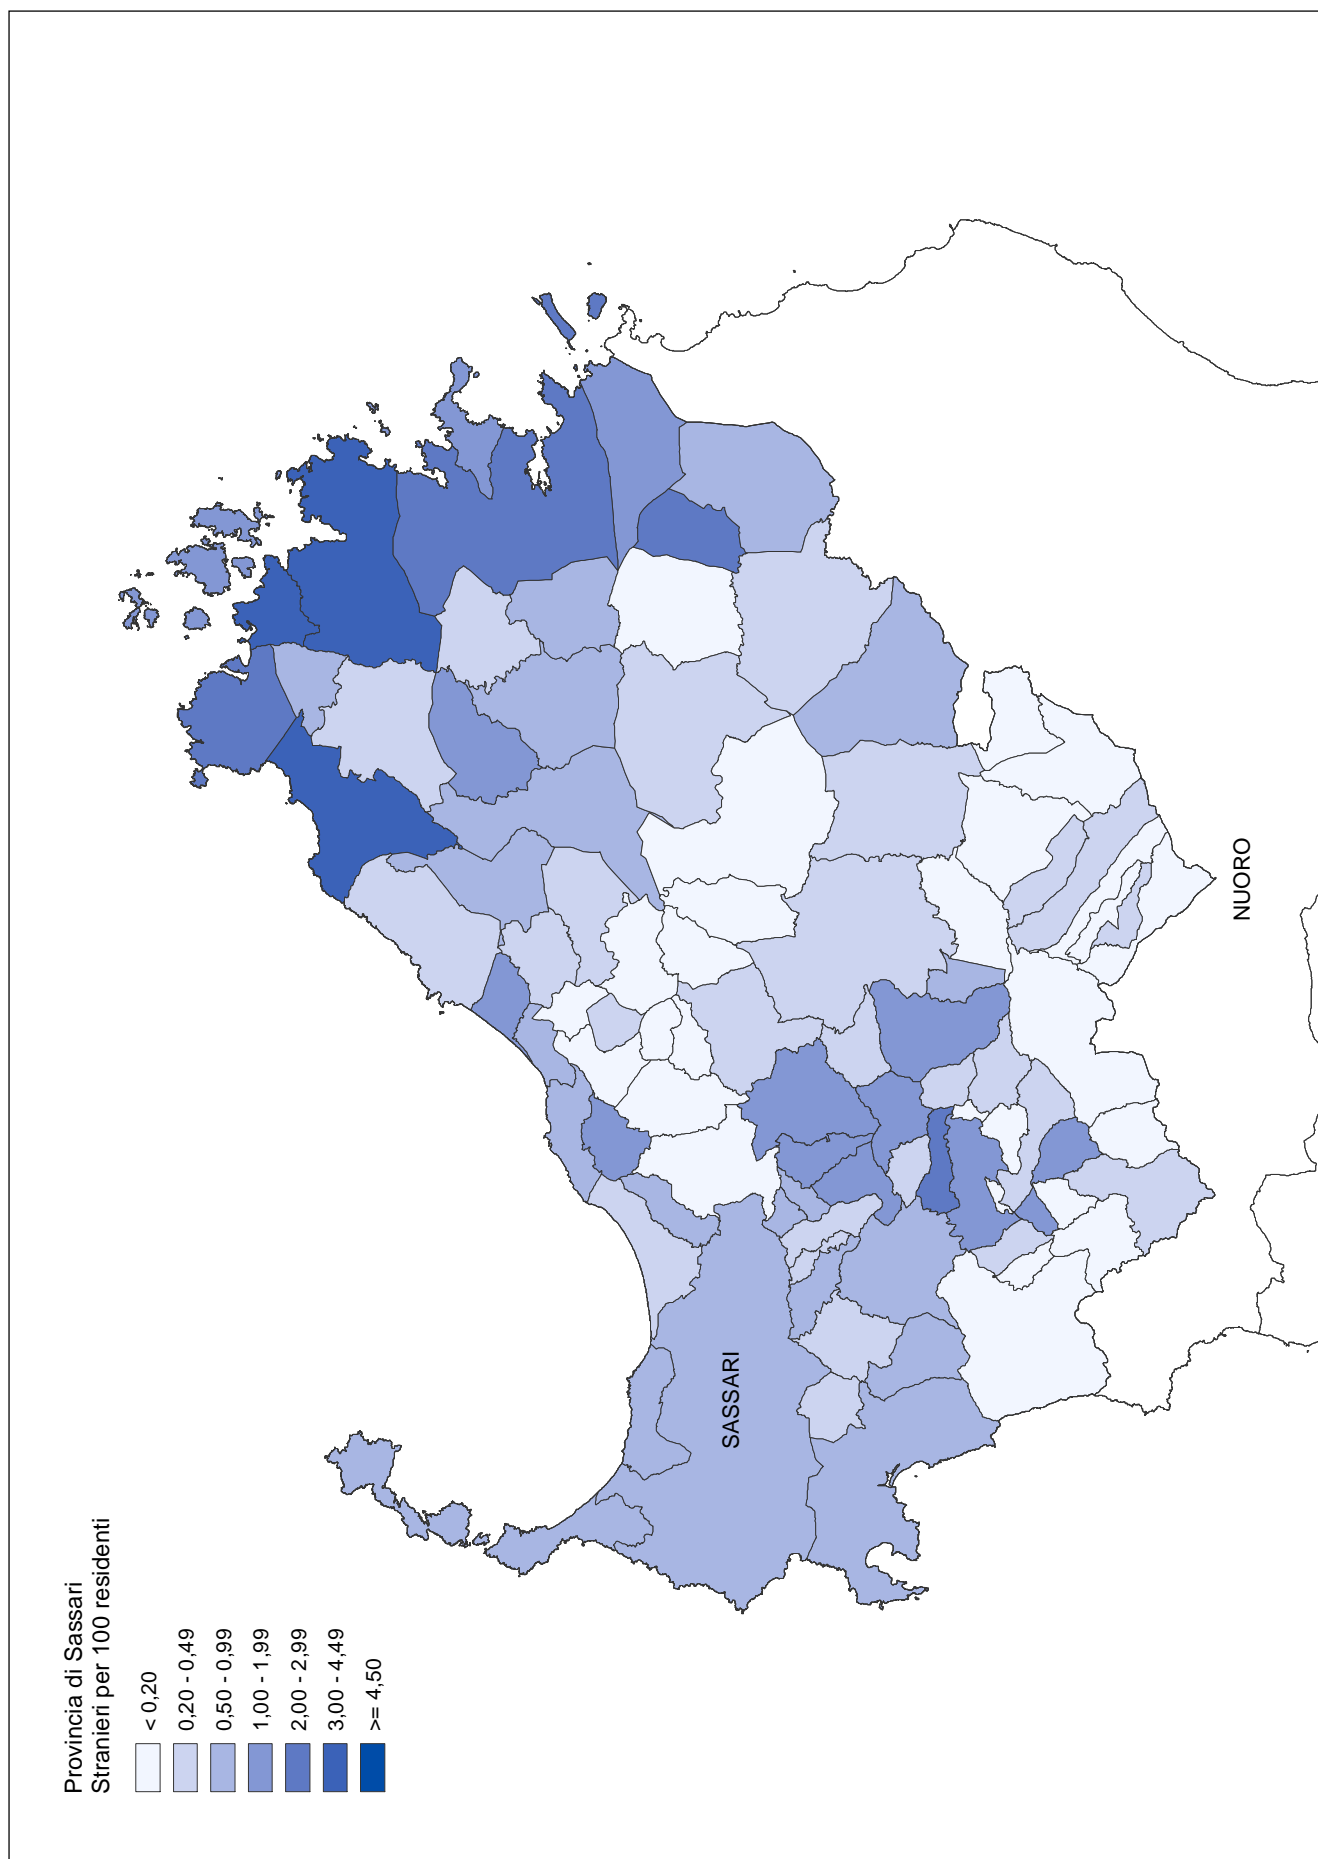 Provincia di Sassari
Stranieri per 100 residenti
< 0,20
0,20 - 0,49
0,50 - 0,99
1,00 - 1,99
2,00 - 2,99
3,00 - 4,49
>= 4,50
SASSARI
NUORO